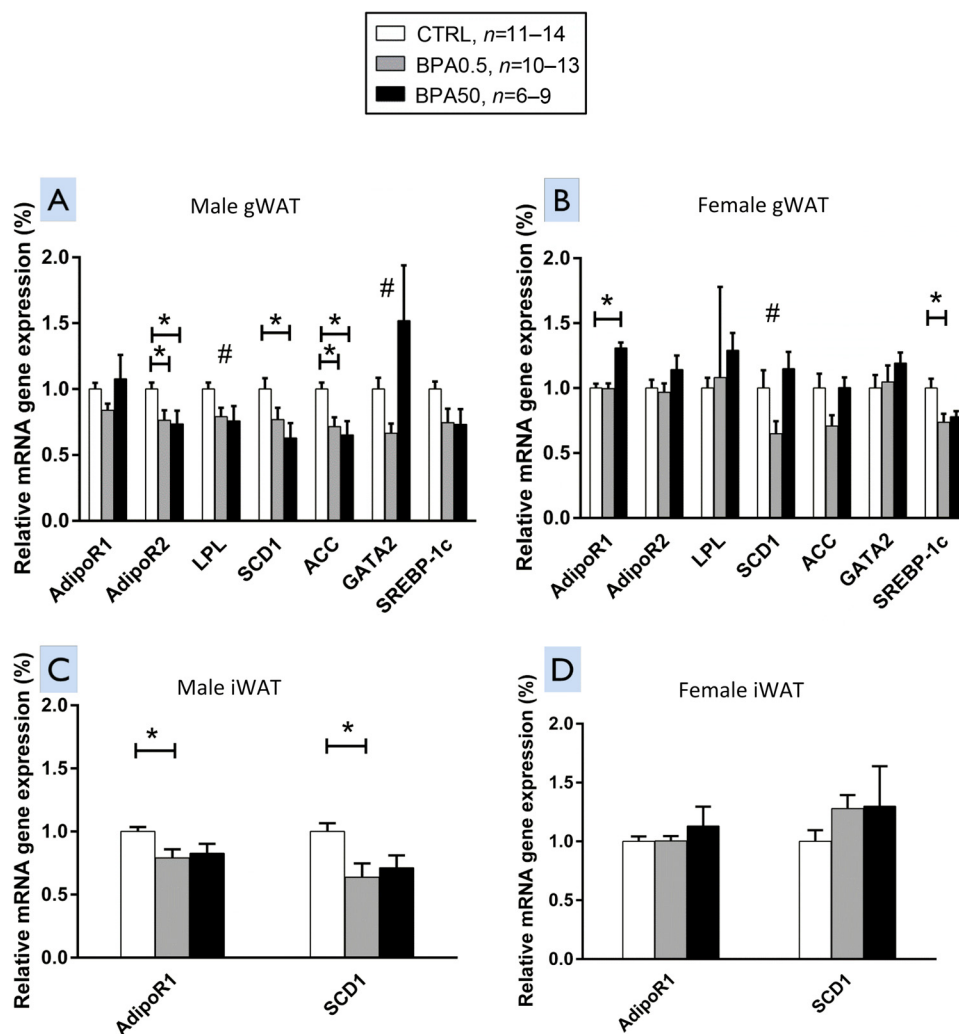 CTRL, n=11–14
BPA0.5, n=10–13
BPA50, n=6–9
A
Male gWAT
Relative mRNA gene expression (%)
2.0
1.5
1.0
0.5
0.0
* * # * * * #
AdipoR1 AdipoR2 LPL SCD1 ACC GATA2 SREBP-1c
B
Female gWAT
Relative mRNA gene expression (%)
2.0
1.5
1.0
0.5
0.0
* # *
AdipoR1 AdipoR2 LPL SCD1 ACC GATA2 SREBP-1c
C
Male iWAT
Relative mRNA gene expression (%)
2.0
1.5
1.0
0.5
0.0
* *
AdipoR1 SCD1
D
Female iWAT
Relative mRNA gene expression (%)
2.0
1.5
1.0
0.5
0.0
AdipoR1 SCD1